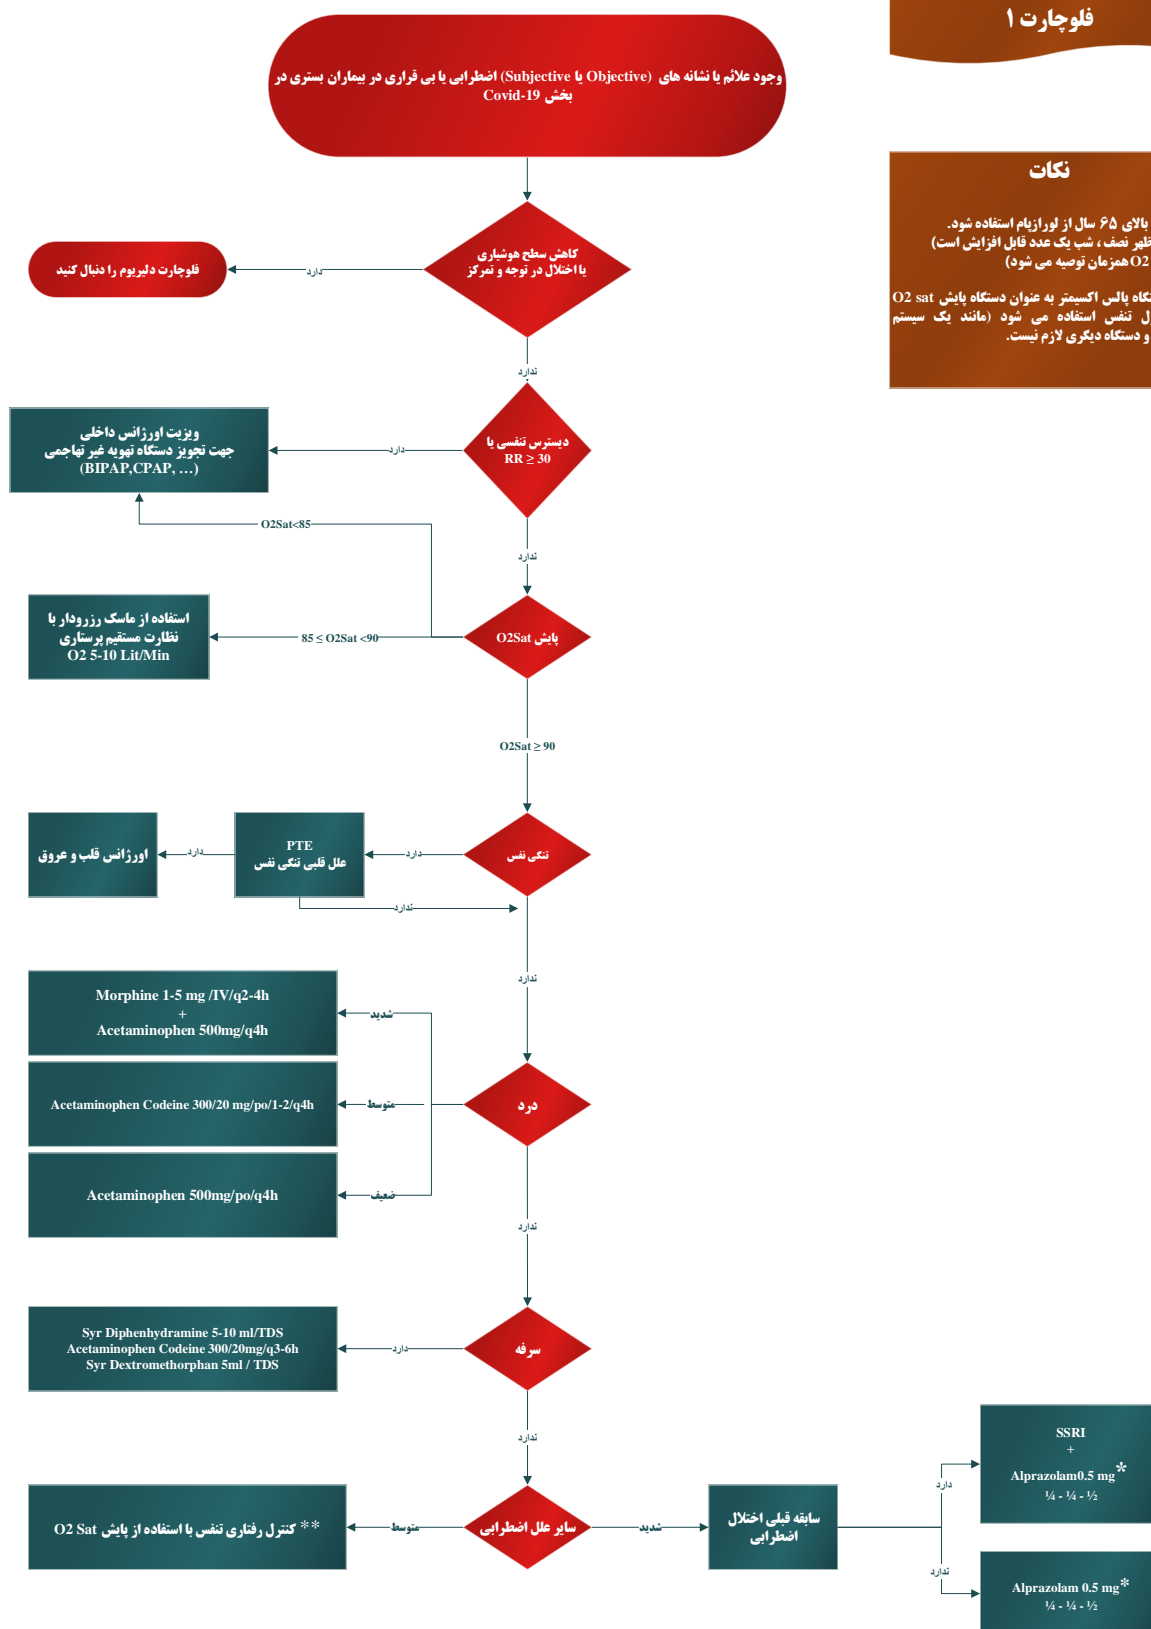 فلوچارت ۱
وجود علائم یا نشانه های (Objective یا Subjective) اضطرابی یا بی قراری در بیماران بستری در
بخش Covid-19
نکات
بالای ۶۵ سال از لورازپام استفاده شود.
ظهر نصف ، شب یک عدد قابل افزایش است)
O2 همزمان توصیه می شود)
پالس اکسیمتر به عنوان دستگاه پایش O2 sat
تنفس استفاده می شود (مانند یک سیستم
و دستگاه دیگری لازم نیست.
کاهش سطح هوشیاری
یا اختلال در توجه و تمرکز
دارد
فلوچارت دلیریوم را دنبال کنید
ندارد
دیسترس تنفسی یا
RR ≥ 30
دارد
ویزیت اورژانس داخلی
جهت تجویز دستگاه تهویه غیر تهاجمی
(BIPAP,CPAP, …)
O2Sat<85
ندارد
پایش O2Sat
85 ≤ O2Sat <90
استفاده از ماسک رزرودار با
نظارت مستقیم پرستاری
O2 5-10 Lit/Min
O2Sat ≥ 90
تنگی نفس
دارد
PTE
علل قلبی تنگی نفس
دارد
اورژانس قلب و عروق
ندارد
ندارد
درد
شدید
Morphine 1-5 mg /IV/q2-4h
+
Acetaminophen 500mg/q4h
متوسط
Acetaminophen Codeine 300/20 mg/po/1-2/q4h
ضعیف
Acetaminophen 500mg/po/q4h
ندارد
سرفه
دارد
Syr Diphenhydramine 5-10 ml/TDS
Acetaminophen Codeine 300/20mg/q3-6h
Syr Dextromethorphan 5ml / TDS
ندارد
سایر علل اضطرابی
متوسط
** کنترل رفتاری تنفس با استفاده از پایش O2 Sat
شدید
سابقه قبلی اختلال
اضطرابی
دارد
SSRI
+
Alprazolam0.5 mg*
¼ - ¼ - ½
ندارد
Alprazolam 0.5 mg*
¼ - ¼ - ½